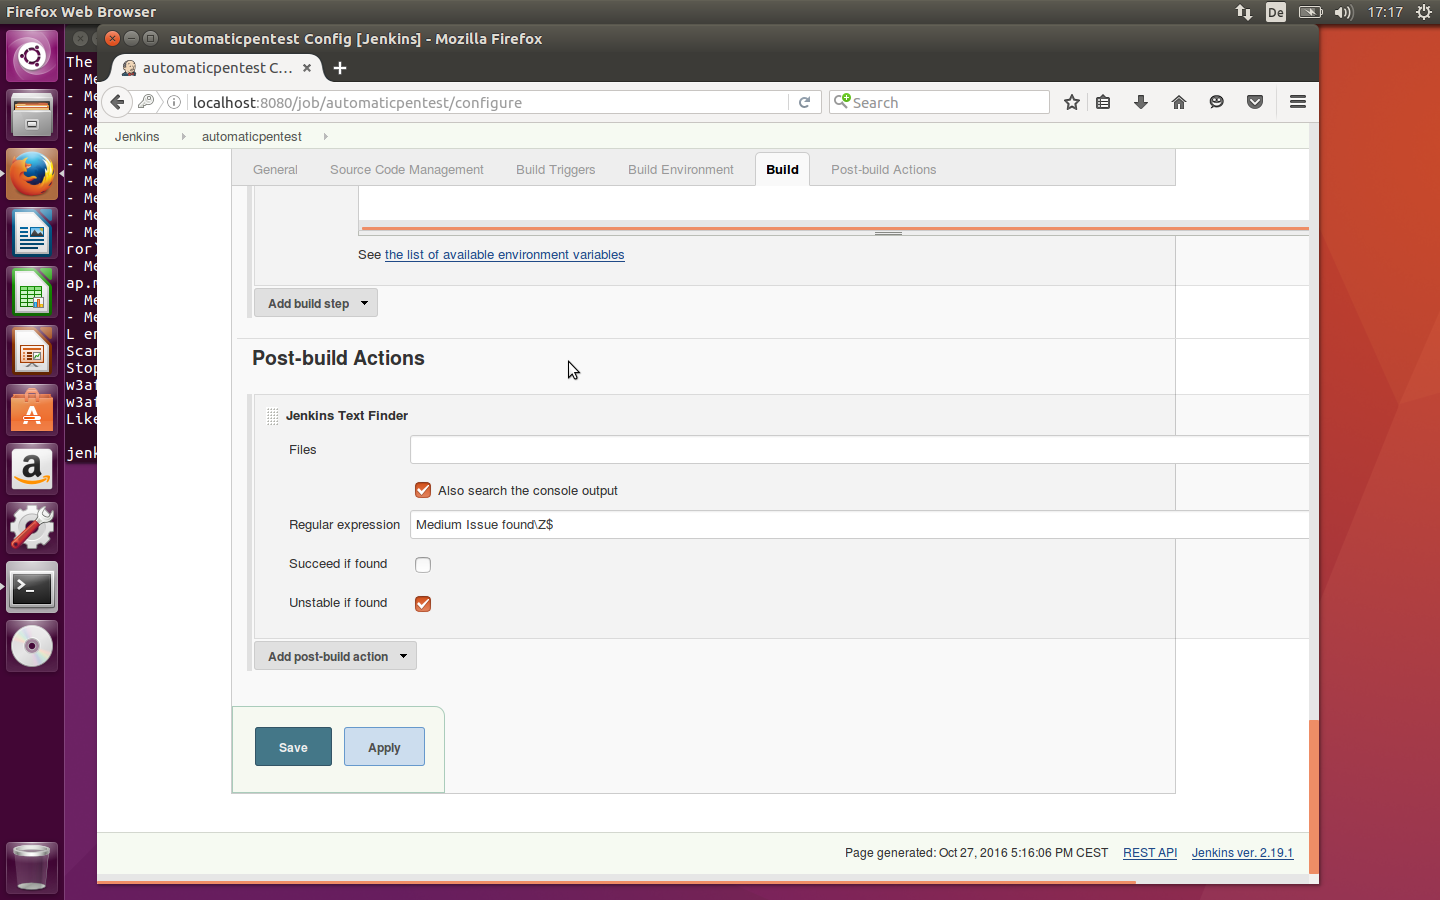 Firefox Web Browser
De
17:17
automaticpentest Config [Jenkins] - Mozilla Firefox
automaticpentest C...
localhost:8080/job/automaticpentest/configure
Search
Jenkins
automaticpentest
General
Source Code Management
Build Triggers
Build Environment
Build
Post-build Actions
See the list of available environment variables
Add build step
Post-build Actions
Jenkins Text Finder
Files
Also search the console output
Regular expression
Medium Issue found\Z$
Succeed if found
Unstable if found
Add post-build action
Save
Apply
Page generated: Oct 27, 2016 5:16:06 PM CEST
REST API
Jenkins ver. 2.19.1
The
- Me
- Me
- Me
- Me
- Me
- Me
- Me
- Me
- Me
- Me
ror)
- Me
ap.m
- Me
- Me
L er
Scan
Stop
w3af
w3af
Like
jenk